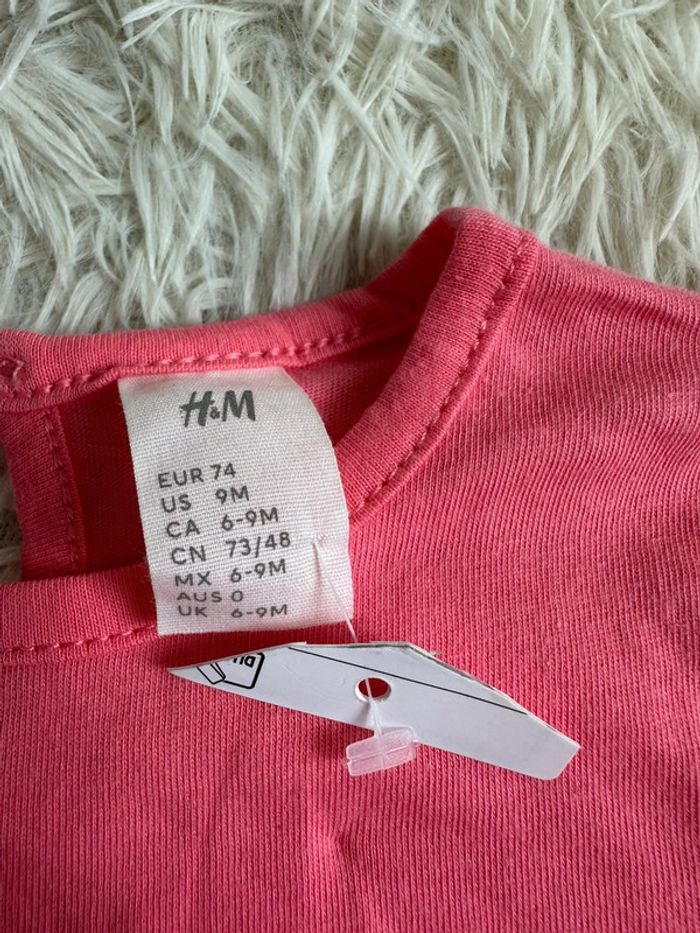 H&M
EUR 74
US 9M
CA 6-9M
CN 73/48
MX 6-9M
AUS 0
UK 6-9M